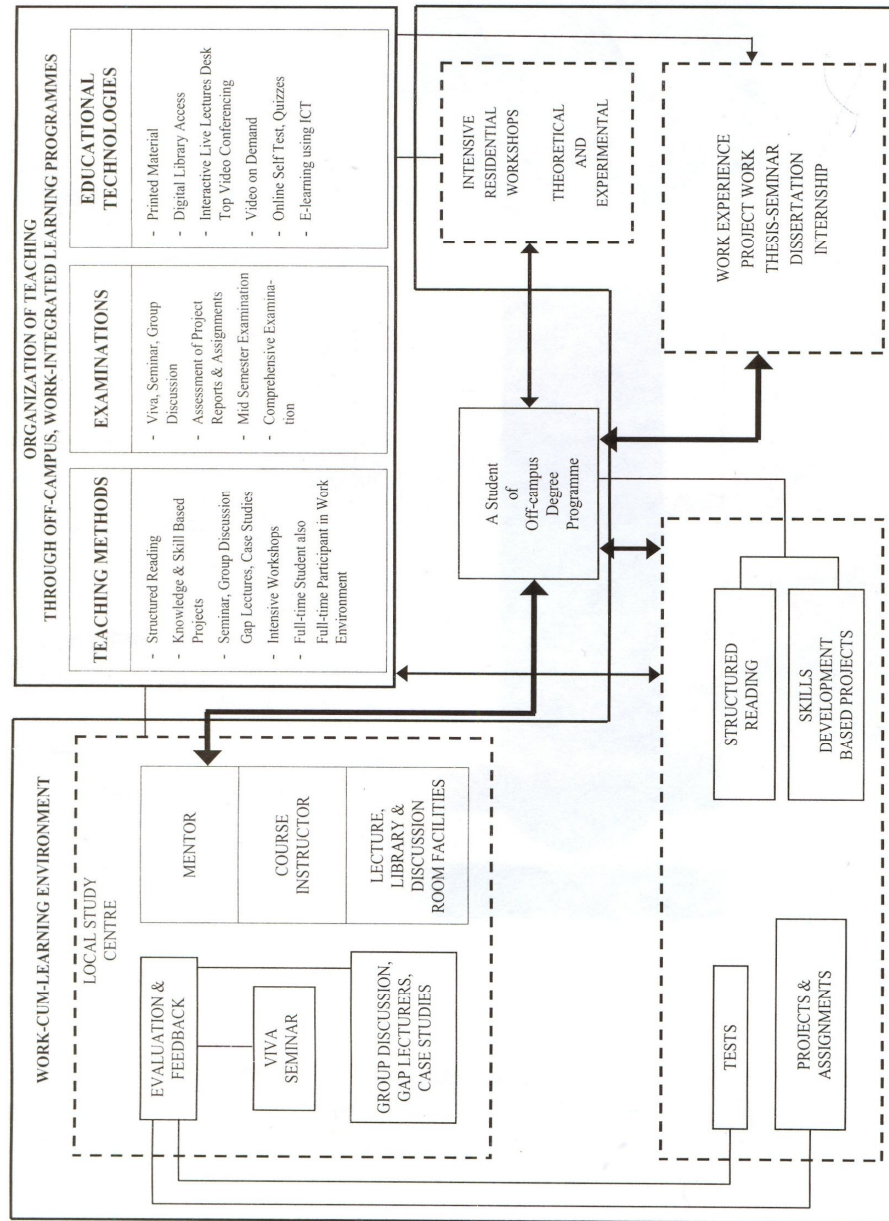 ORGANIZATION OF TEACHING
THROUGH OFF-CAMPUS, WORK-INTEGRATED LEARNING PROGRAMMES
TEACHING METHODS
- Structured Reading
- Knowledge & Skill Based
Projects
- Seminar, Group Discussion
Gap Lectures, Case Studies
- Intensive Workshops
- Full-time Student also
Full-time Participant in Work
Environment
EXAMINATIONS
- Viva, Seminar, Group
Discussion
- Assessment of Project
Reports & Assignments
- Mid Semester Examination
- Comprehensive Examina-
tion
EDUCATIONAL
TECHNOLOGIES
- Printed Material
- Digital Library Access
- Interactive Live Lectures Desk
Top Video Conferencing
- Video on Demand
- Online Self Test, Quizzes
- E-learning using ICT
WORK-CUM-LEARNING ENVIRONMENT
LOCAL STUDY
CENTRE
EVALUATION &
FEEDBACK
VIVA
SEMINAR
GROUP DISCUSSION,
GAP LECTURERS,
CASE STUDIES
MENTOR
COURSE
INSTRUCTOR
LECTURE,
LIBRARY &
DISCUSSION
ROOM FACILITIES
A Student
of
Off-campus
Degree
Programme
INTENSIVE
RESIDENTIAL
WORKSHOPS
THEORETICAL
AND
EXPERIMENTAL
TESTS
PROJECTS &
ASSIGNMENTS
STRUCTURED
READING
SKILLS
DEVELOPMENT
BASED PROJECTS
WORK EXPERIENCE
PROJECT WORK
THESIS-SEMINAR
DISSERTATION
INTERNSHIP